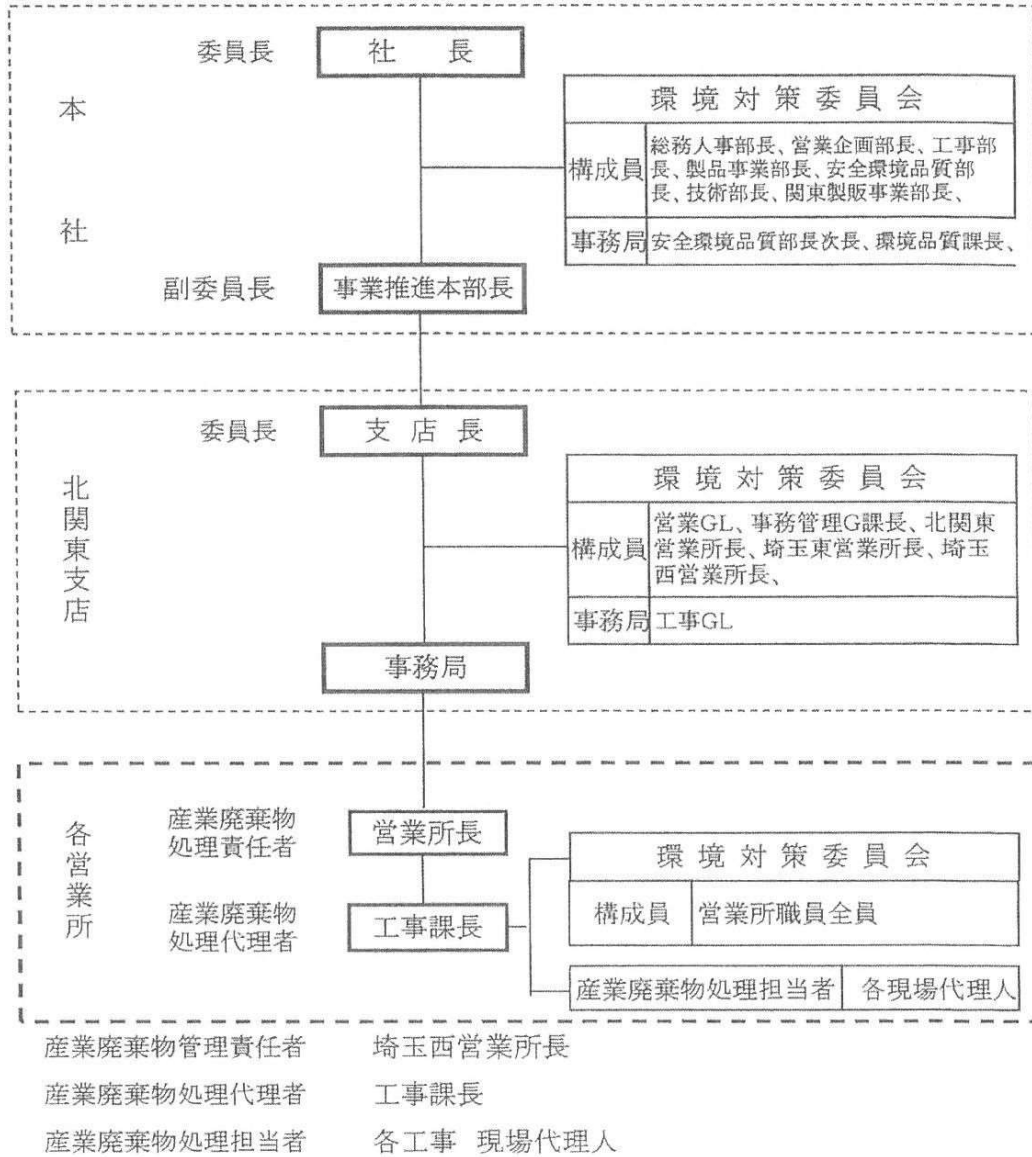 委員長 社 長
本社
環境対策委員会
構成員
総務人事部長、営業企画部長、工事部
長、製品事業部長、安全環境品質部
長、技術部長、関東製販事業部長、
事務局 安全環境品質部長次長、環境品質課長、
副委員長 事業推進本部長
委員長 支店長
北関東支店
環境対策委員会
構成員
営業GL、事務管理G課長、北関東
営業所長、埼玉東営業所長、埼玉
西営業所長、
事務局 工事GL
事務局
各営業所
産業廃棄物
処理責任者
営業所長
産業廃棄物
処理代理者
工事課長
環境対策委員会
構成員 営業所職員全員
産業廃棄物処理担当者 各現場代理人
産業廃棄物管理責任者 埼玉西営業所長
産業廃棄物処理代理者 工事課長
産業廃棄物処理担当者 各工事 現場代理人